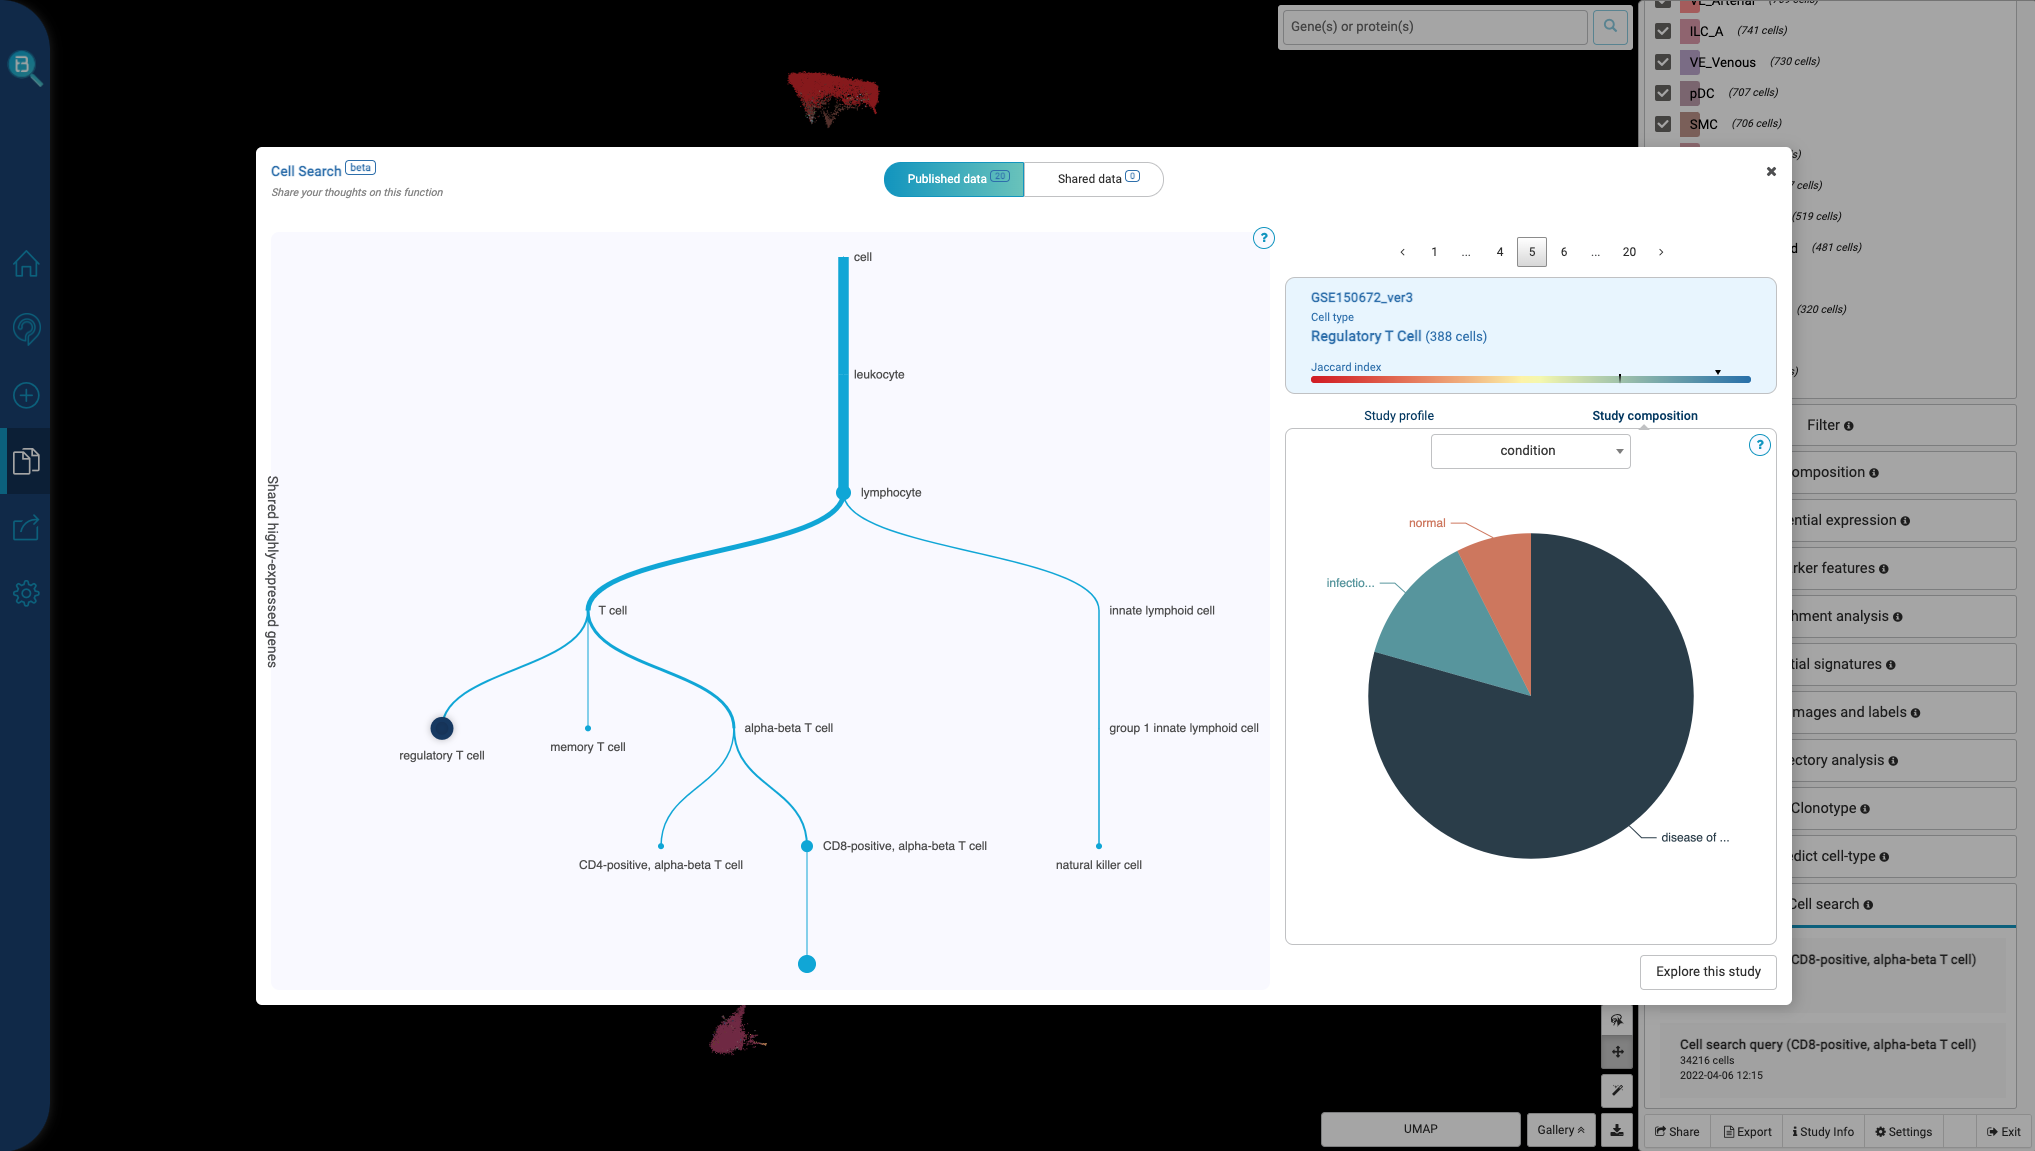 Gene(s) or protein(s)
ILC_A (741 cells)
VE_Venous (730 cells)
pDC (707 cells)
SMC (706 cells)
(519 cells)
(481 cells)
(320 cells)
Cell Search beta
Share your thoughts on this function
Published data 20
Shared data 0
✖
?
Shared highly-expressed genes
cell
leukocyte
lymphocyte
T cell
innate lymphoid cell
regulatory T cell
memory T cell
alpha-beta T cell
group 1 innate lymphoid cell
CD4-positive, alpha-beta T cell
CD8-positive, alpha-beta T cell
natural killer cell
‹ 1 ... 4 5 6 ... 20 ›
GSE150672_ver3
Cell type
Regulatory T Cell (388 cells)
Jaccard index
Study profile
Study composition
condition
?
normal
infectio...
disease of ...
Explore this study
Filter
omposition
ential expression
rker features
hment analysis
tial signatures
mages and labels
ectory analysis
Clonotype
edict cell-type
Cell search
CD8-positive, alpha-beta T cell)
Cell search query (CD8-positive, alpha-beta T cell)
34216 cells
2022-04-06 12:15
UMAP
Gallery
Share
Export
Study Info
Settings
Exit